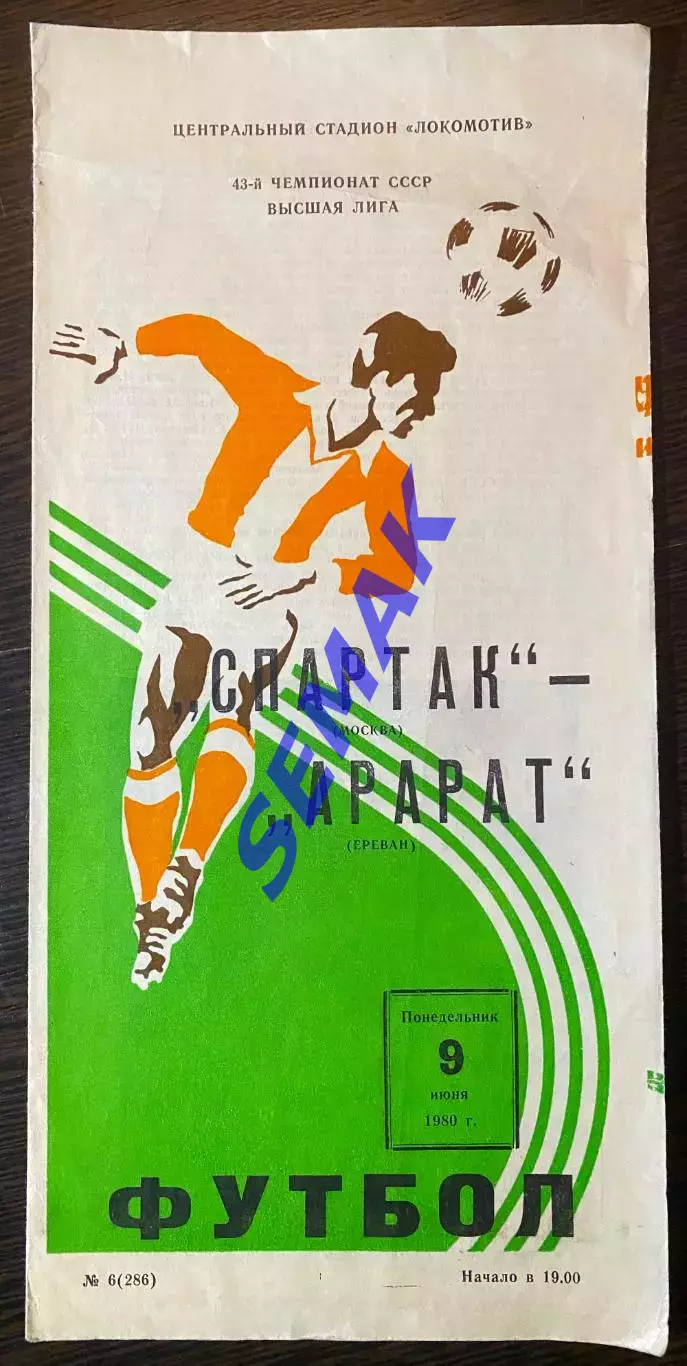 ЦЕНТРАЛЬНЫЙ СТАДИОН «ЛОКОМОТИВ»
43-й ЧЕМПИОНАТ СССР
ВЫСШАЯ ЛИГА
„СПАРТАК“ –
(МОСКВА)
„АРАРАТ“
(ЕРЕВАН)
SEMAK
Понедельник
9
июня
1980 г.
ФУТБОЛ
№ 6(286)
Начало в 19.00